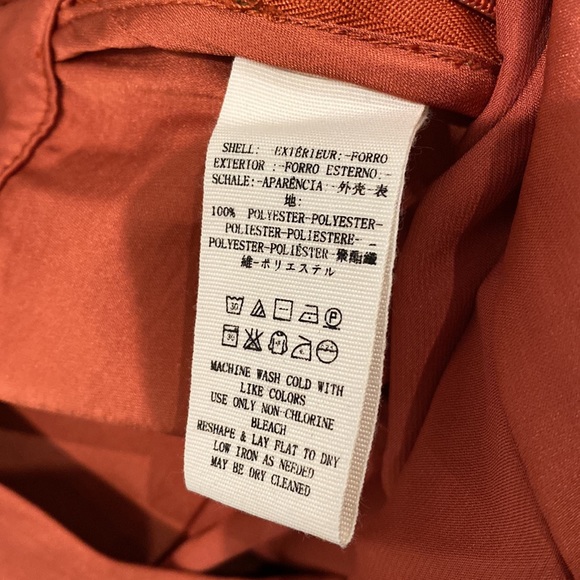 SHELL: EXTÉRIEUR:-FORRO
EXTERIOR :-FORRO ESTERNO:-
SCHALE:-APARÊNCIA -外壳 表
地:
100% POLYESTER-POLYESTER-
POLIESTER-POLIESTERE- _
POLYESTER-POLIÉSTER-聚酯纖
維-ポリエステル
30 P
30
MACHINE WASH COLD WITH
LIKE COLORS
USE ONLY NON-CHLORINE
BLEACH
RESHAPE & LAY FLAT TO DRY
LOW IRON AS NEEDED
MAY BE DRY CLEANED